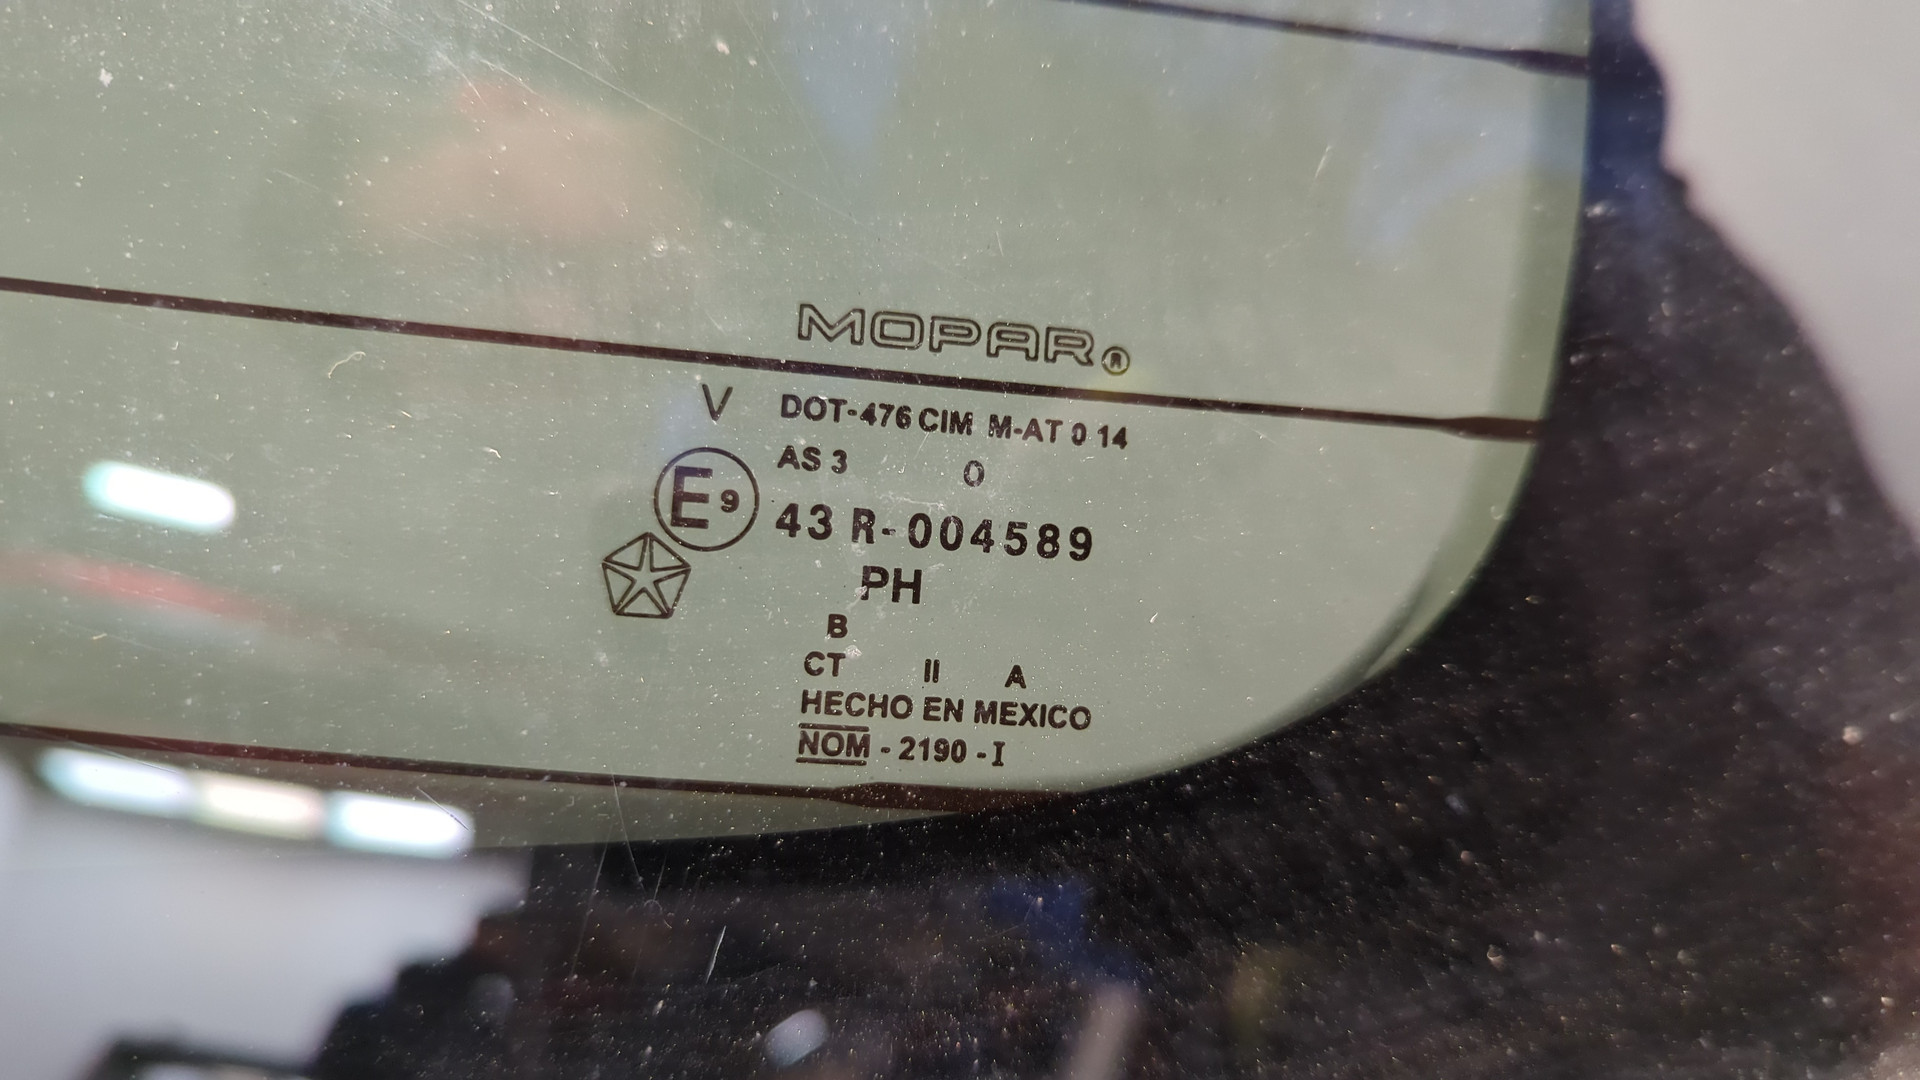 MOPAR®
V DOT-476 CIM M-AT 0 14
AS 3 0
E9 43 R-004589
PH
B
CT II A
HECHO EN MEXICO
NOM - 2190 - I